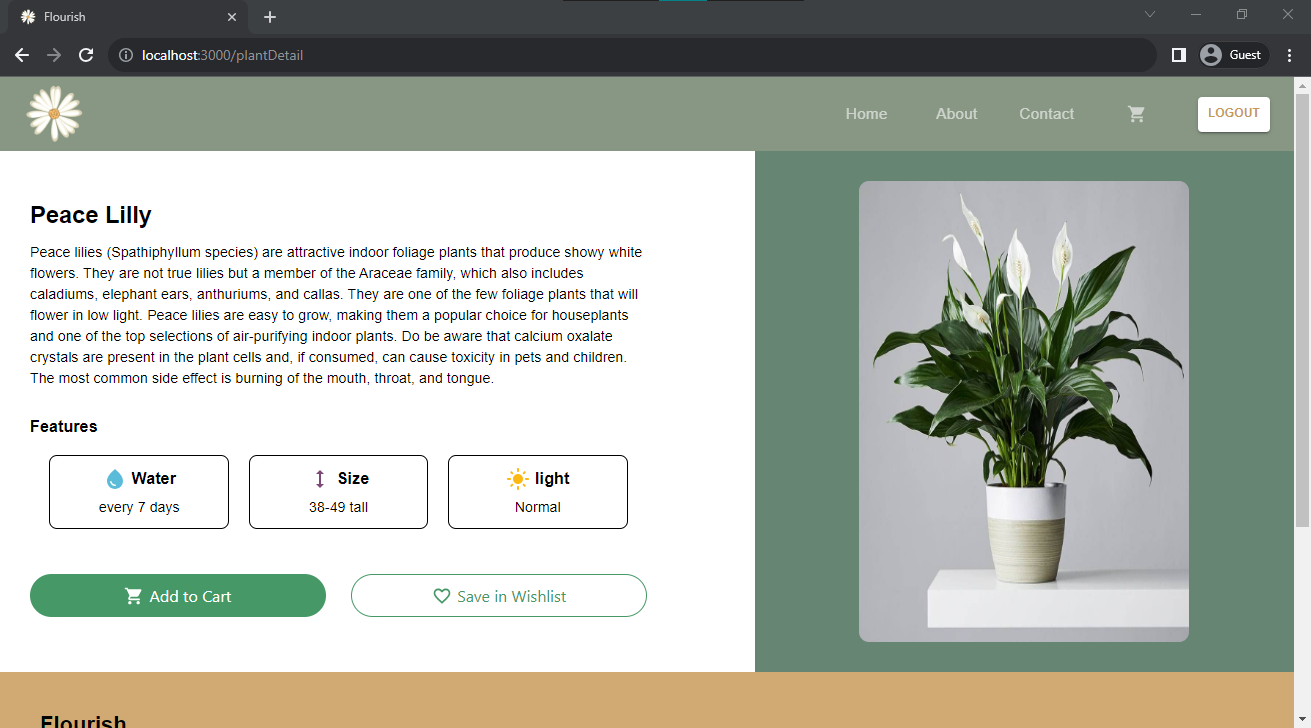 Flourish
localhost:3000/plantDetail
Guest
Home About Contact LOGOUT
Peace Lilly
Peace lilies (Spathiphyllum species) are attractive indoor foliage plants that produce showy white
flowers. They are not true lilies but a member of the Araceae family, which also includes
caladiums, elephant ears, anthuriums, and callas. They are one of the few foliage plants that will
flower in low light. Peace lilies are easy to grow, making them a popular choice for houseplants
and one of the top selections of air-purifying indoor plants. Do be aware that calcium oxalate
crystals are present in the plant cells and, if consumed, can cause toxicity in pets and children.
The most common side effect is burning of the mouth, throat, and tongue.
Features
Water
every 7 days
Size
38-49 tall
light
Normal
Add to Cart
Save in Wishlist
Flourish